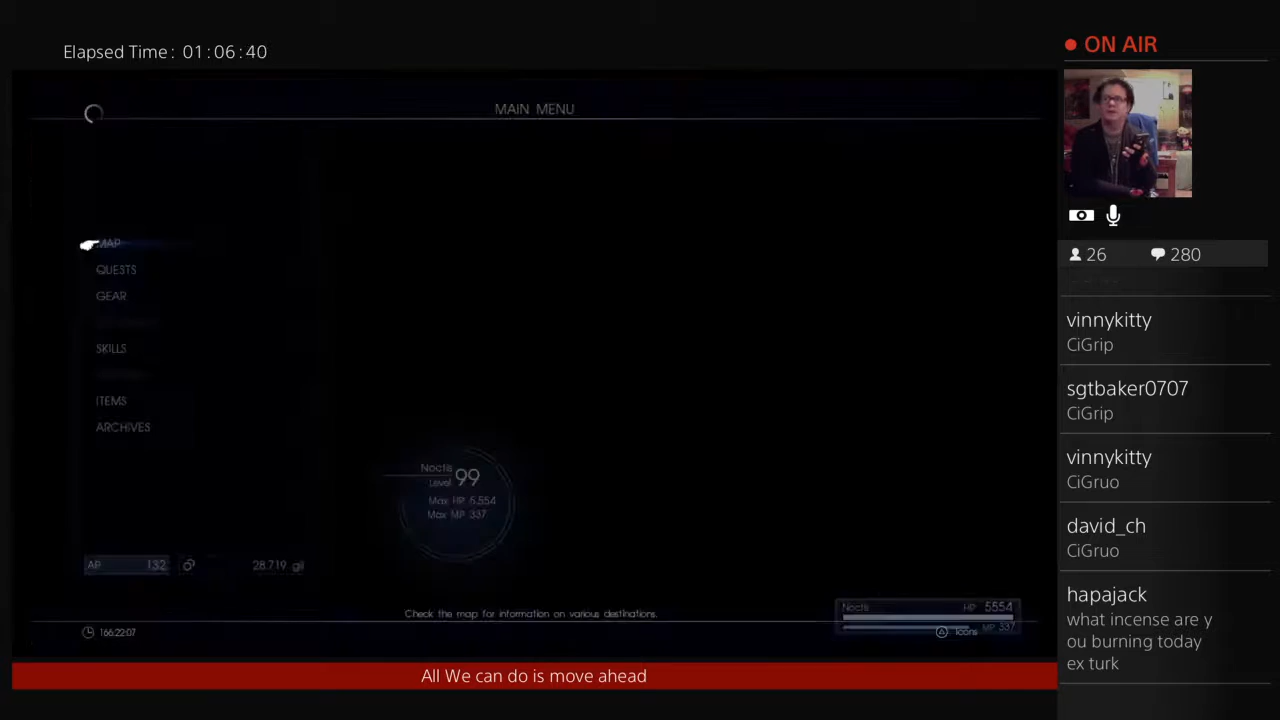 Elapsed Time: 01:06:40
ON AIR
MAIN MENU
MAP
QUESTS
GEAR
SKILLS
ITEMS
ARCHIVES
Noctis
Level 99
Max HP 5,554
Max MP 337
AP 132
28,719 gil
Check the map for information on various destinations.
Noctis HP 5554
MP 337
Icons
166:22:07
All We can do is move ahead
26 280
vinnykitty
CiGrip
sgtbaker0707
CiGrip
vinnykitty
CiGruo
david_ch
CiGruo
hapajack
what incense are y
ou burning today
ex turk